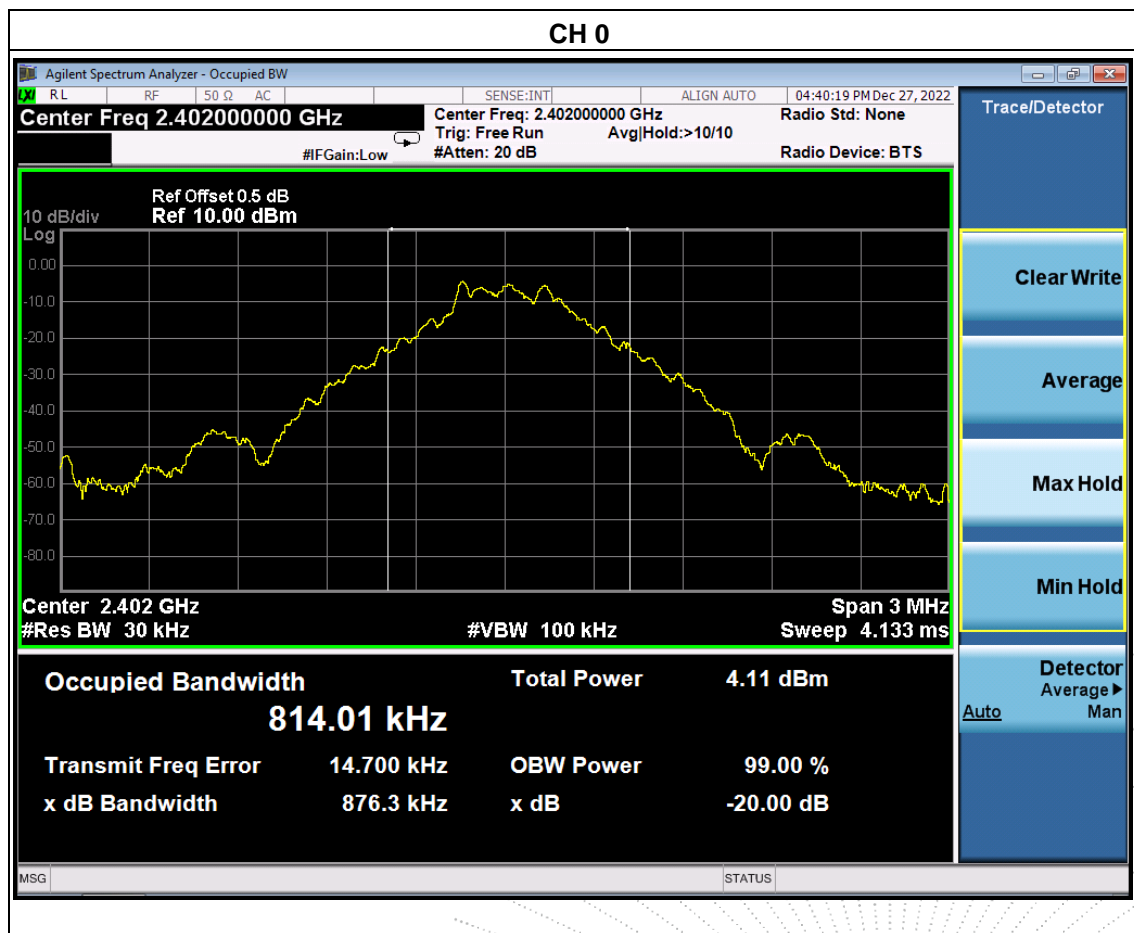 CH 0
Agilent Spectrum Analyzer - Occupied BW
LXI RL RF 50 Ω AC SENSE:INT ALIGN AUTO 04:40:19 PM Dec 27, 2022
Center Freq 2.402000000 GHz
Center Freq: 2.402000000 GHz Radio Std: None
Trig: Free Run Avg|Hold:>10/10
#IFGain:Low #Atten: 20 dB Radio Device: BTS
Ref Offset 0.5 dB
10 dB/div Ref 10.00 dBm
Log
0.00
-10.0
-20.0
-30.0
-40.0
-50.0
-60.0
-70.0
-80.0
Center 2.402 GHz Span 3 MHz
#Res BW 30 kHz #VBW 100 kHz Sweep 4.133 ms
Occupied Bandwidth Total Power 4.11 dBm
814.01 kHz
Transmit Freq Error 14.700 kHz OBW Power 99.00 %
x dB Bandwidth 876.3 kHz x dB -20.00 dB
MSG STATUS
Trace/Detector
Clear Write
Average
Max Hold
Min Hold
Detector
Average▶
Auto Man